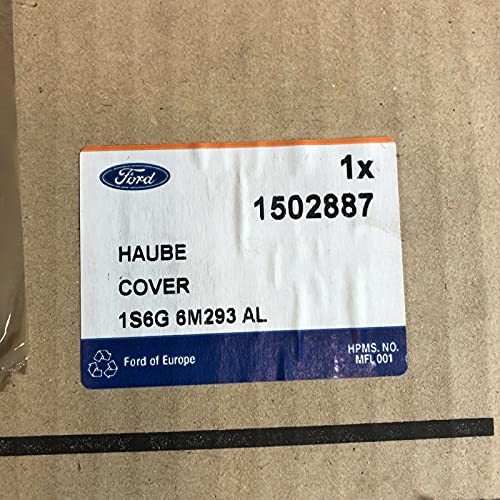 Ford
1x
1502887
HAUBE
COVER
1S6G 6M293 AL
Ford of Europe
HPMS. NO.
MFL 001